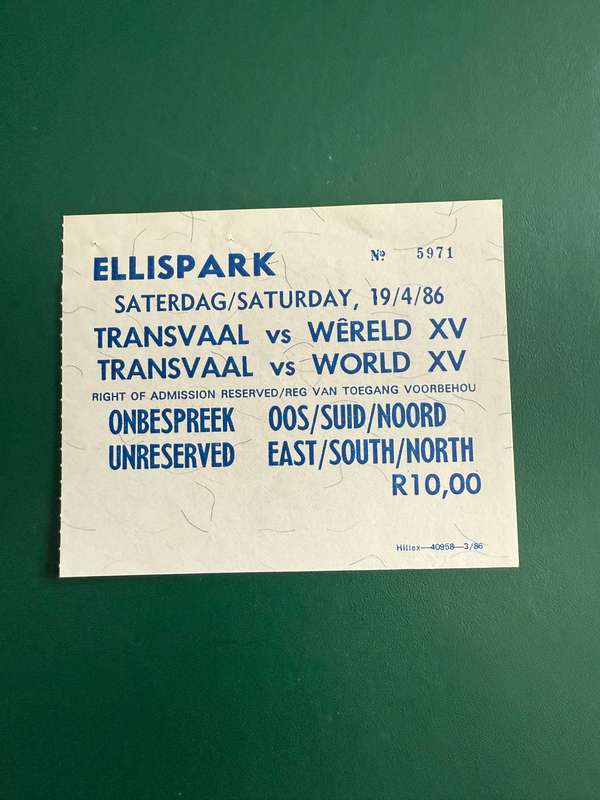 ELLISPARK Nº 5971
SATERDAG/SATURDAY, 19/4/86
TRANSVAAL vs WÊRELD XV
TRANSVAAL vs WORLD XV
RIGHT OF ADMISSION RESERVED/REG VAN TOEGANG VOORBEHOU
ONBESPREEK OOS/SUID/NOORD
UNRESERVED EAST/SOUTH/NORTH
R10,00
Hillex—40958—3/86